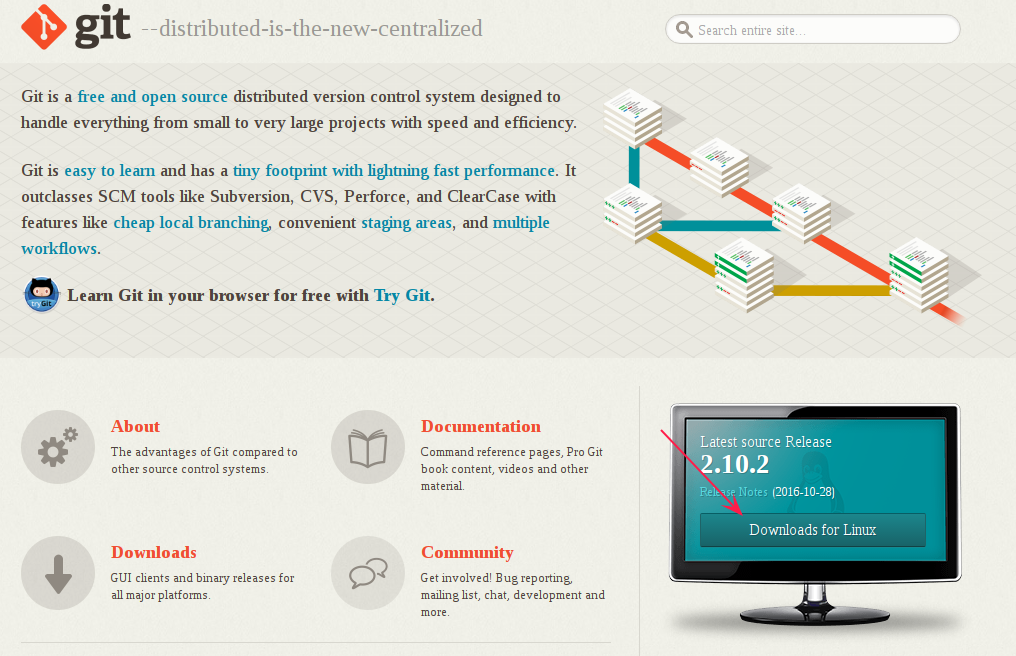 git --distributed-is-the-new-centralized
Search entire site...
Git is a free and open source distributed version control system designed to
handle everything from small to very large projects with speed and efficiency.
Git is easy to learn and has a tiny footprint with lightning fast performance. It
outclasses SCM tools like Subversion, CVS, Perforce, and ClearCase with
features like cheap local branching, convenient staging areas, and multiple
workflows.
tryGit
Learn Git in your browser for free with Try Git.
About
The advantages of Git compared to
other source control systems.
Documentation
Command reference pages, Pro Git
book content, videos and other
material.
Downloads
GUI clients and binary releases for
all major platforms.
Community
Get involved! Bug reporting,
mailing list, chat, development and
more.
Latest source Release
2.10.2
Release Notes (2016-10-28)
Downloads for Linux